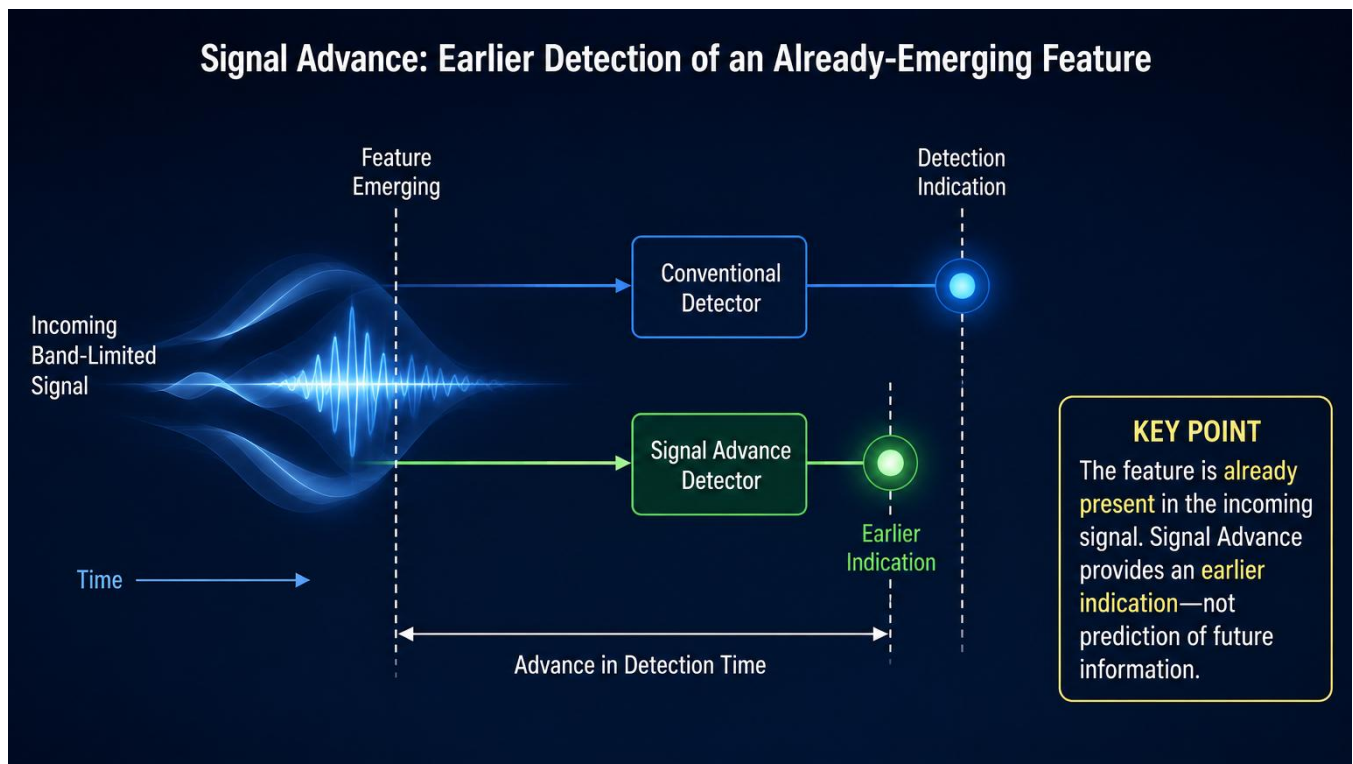 Signal Advance: Earlier Detection of an Already-Emerging Feature
Feature
Emerging
Detection
Indication
Incoming
Band-Limited
Signal
Conventional
Detector
Signal Advance
Detector
Earlier
Indication
Time
Advance in Detection Time
KEY POINT
The feature is already
present in the incoming
signal. Signal Advance
provides an earlier
indication—not
prediction of future
information.